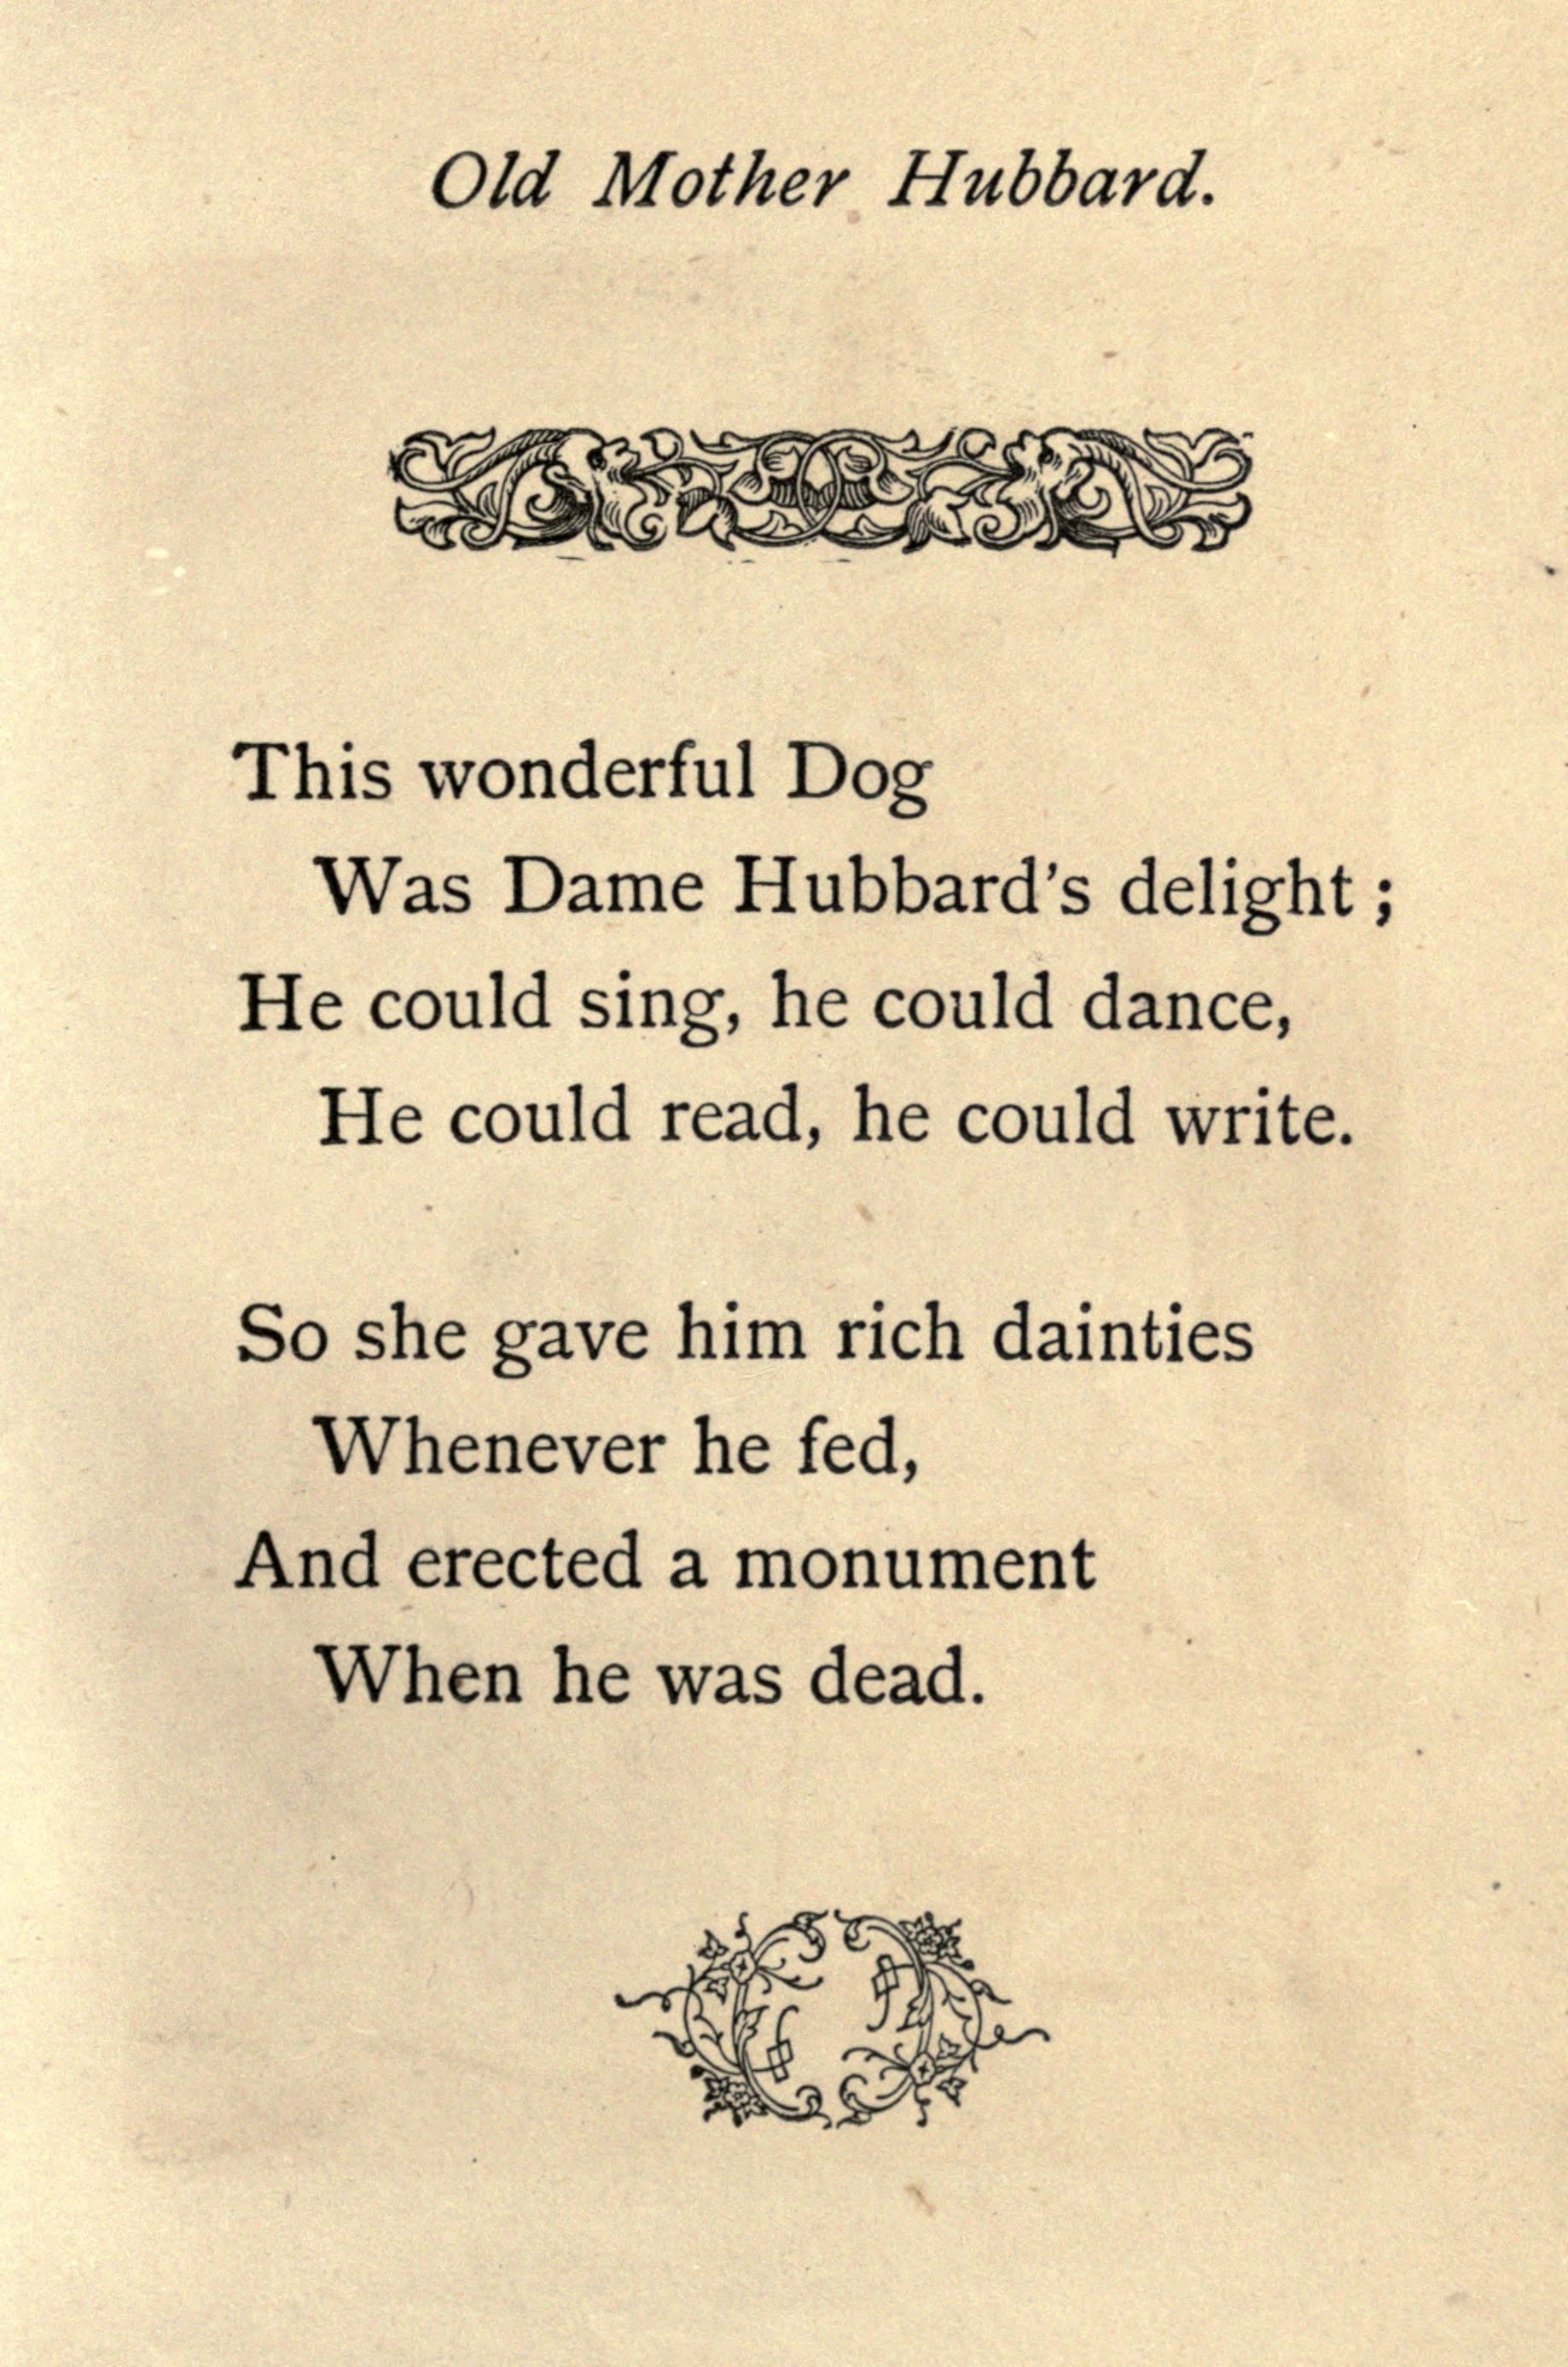 Old Mother Hubbard.
This wonderful Dog
Was Dame Hubbard's delight ;
He could sing, he could dance,
He could read, he could write.
So she gave him rich dainties
Whenever he fed,
And erected a monument
When he was dead.